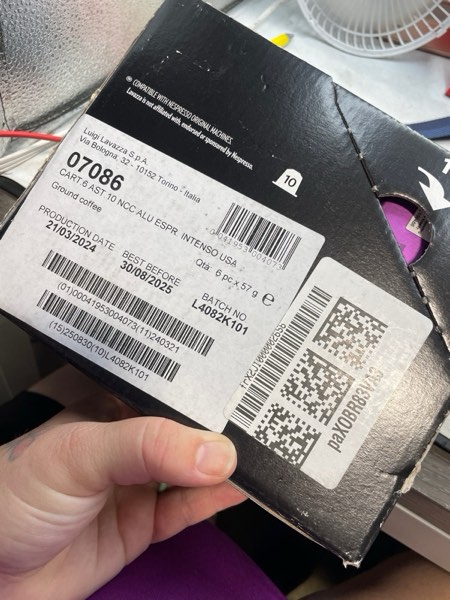 * COMPATIBLE WITH NESPRESSO ORIGINAL MACHINES.
Lavazza is not affiliated with, endorsed or sponsored by Nespresso.
10
Luigi Lavazza S.p.A.
Via Bologna 32 - 10152 Torino - Italia
07086
CART.6 AST.10 NCC ALU ESPR. INTENSO USA
Ground coffee
Qtà. 6 pc x 57 g e
PRODUCTION DATE
21/03/2024
BEST BEFORE
30/08/2025
BATCH NO
L4082K101
(01)00041953004073(11)240321
(15)250830(10)L4082K101